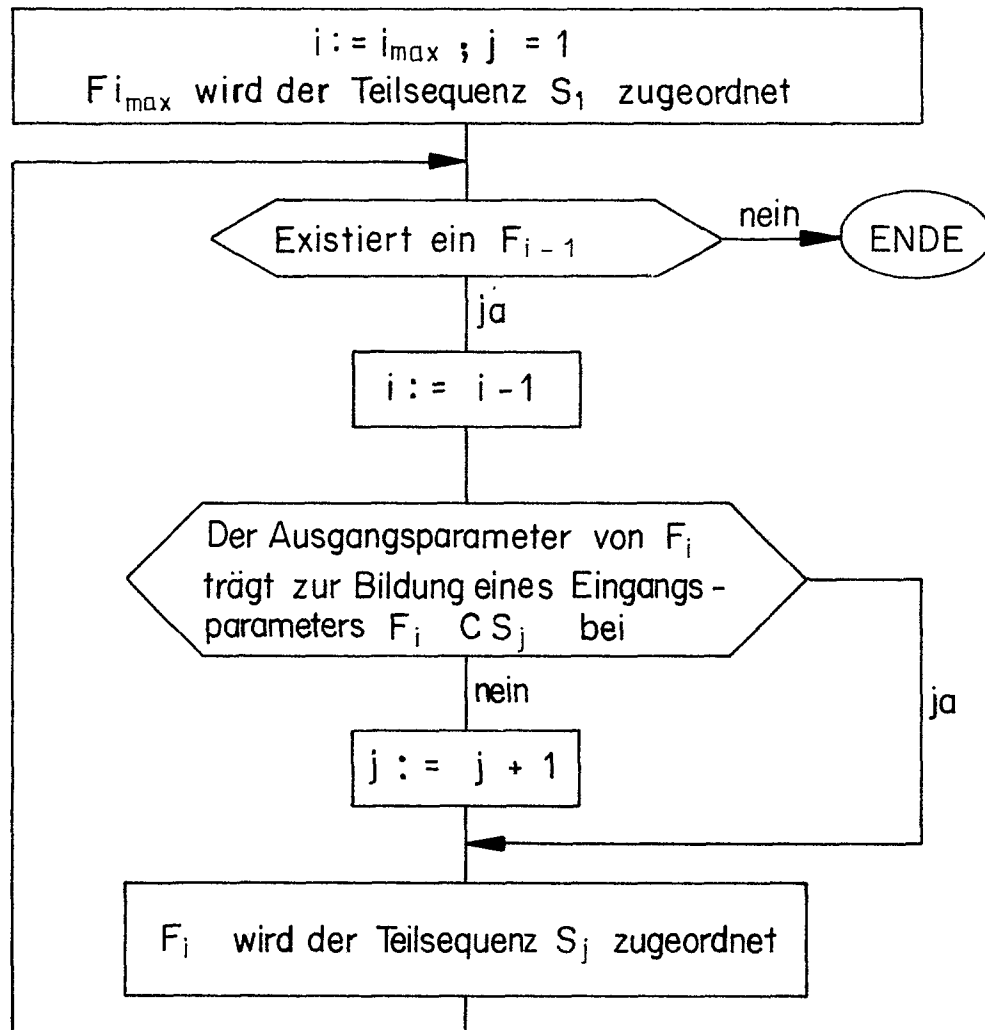 i := i_max ; j = 1
Fi_max wird der Teilsequenz S_1 zugeordnet
Existiert ein F_{i-1}
nein
ENDE
ja
i := i - 1
Der Ausgangsparameter von F_i
trägt zur Bildung eines Eingangs-
parameters F_i C S_j bei
nein
ja
j := j + 1
F_i wird der Teilsequenz S_j zugeordnet